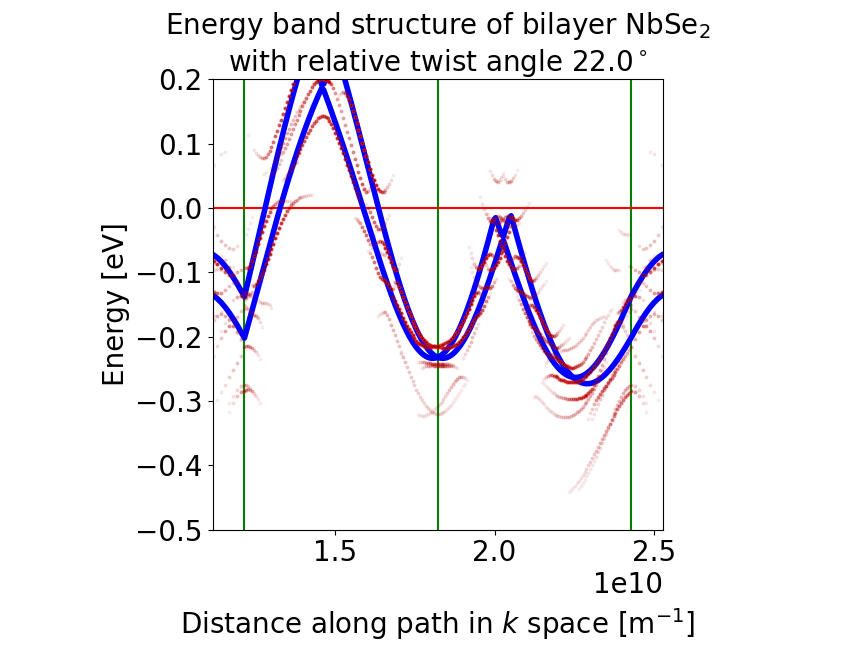 Energy band structure of bilayer NbSe₂
with relative twist angle 22.0°
0.2
0.1
0.0
−0.1
−0.2
−0.3
−0.4
−0.5
Energy [eV]
1.5 2.0 2.5
1e10
Distance along path in k space [m⁻¹]